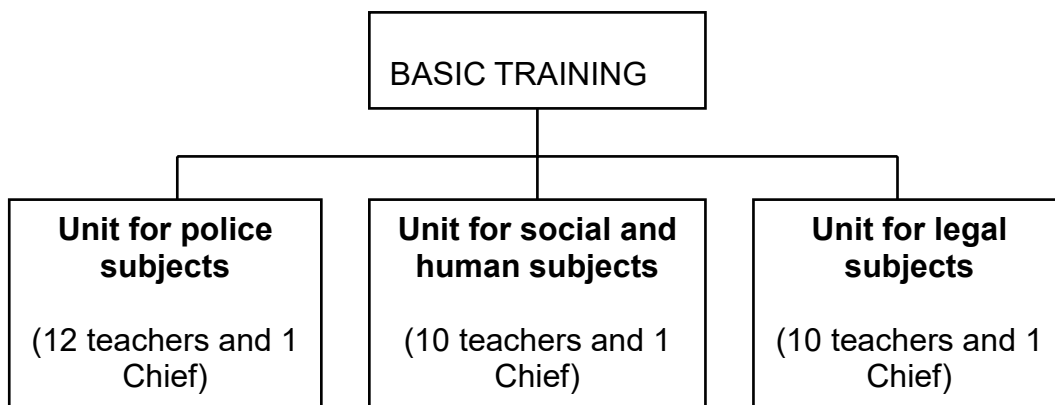 BASIC TRAINING
Unit for police
subjects
(12 teachers and 1
Chief)
Unit for social and
human subjects
(10 teachers and 1
Chief)
Unit for legal
subjects
(10 teachers and 1
Chief)